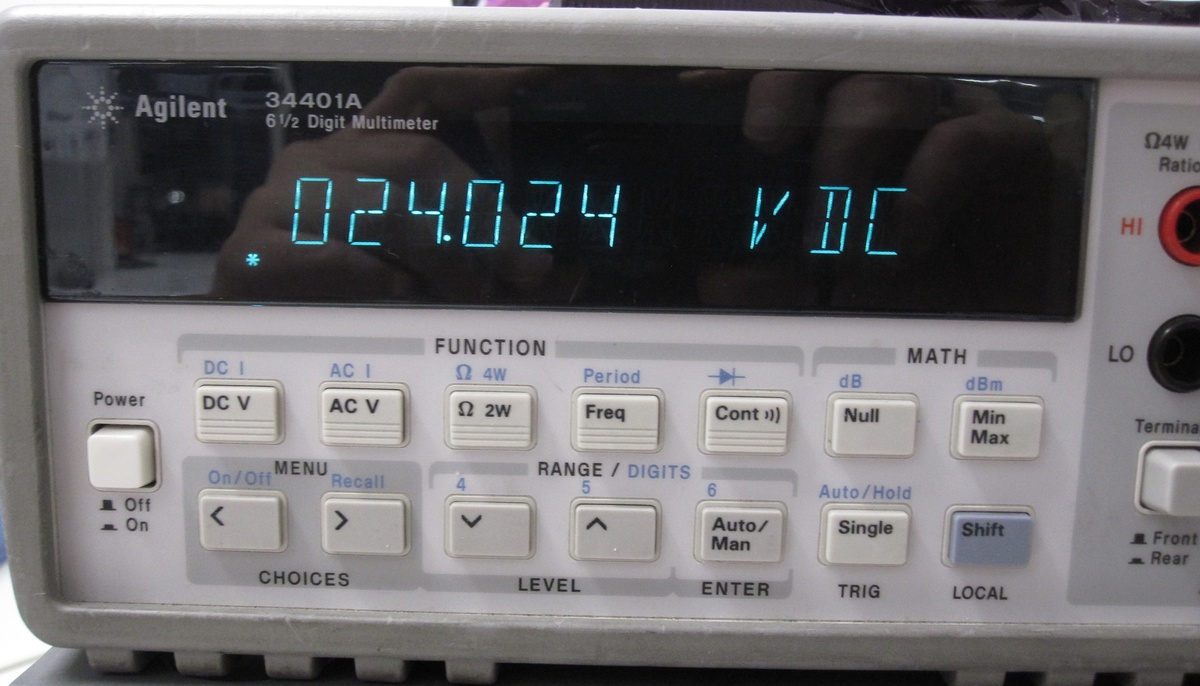 Agilent 34401A
6½ Digit Multimeter
024.024 VDC
*
Ω4W
Ratio
HI
LO
FUNCTION
MATH
DC I
AC I
Ω 4W
Period
dB
dBm
Power
DC V
AC V
Ω 2W
Freq
Cont
Null
Min
Max
Off
On
On/Off
MENU
Recall
RANGE / DIGITS
4
5
6
Auto/Hold
<
>
Auto/
Man
Single
Shift
CHOICES
LEVEL
ENTER
TRIG
LOCAL
Front
Rear